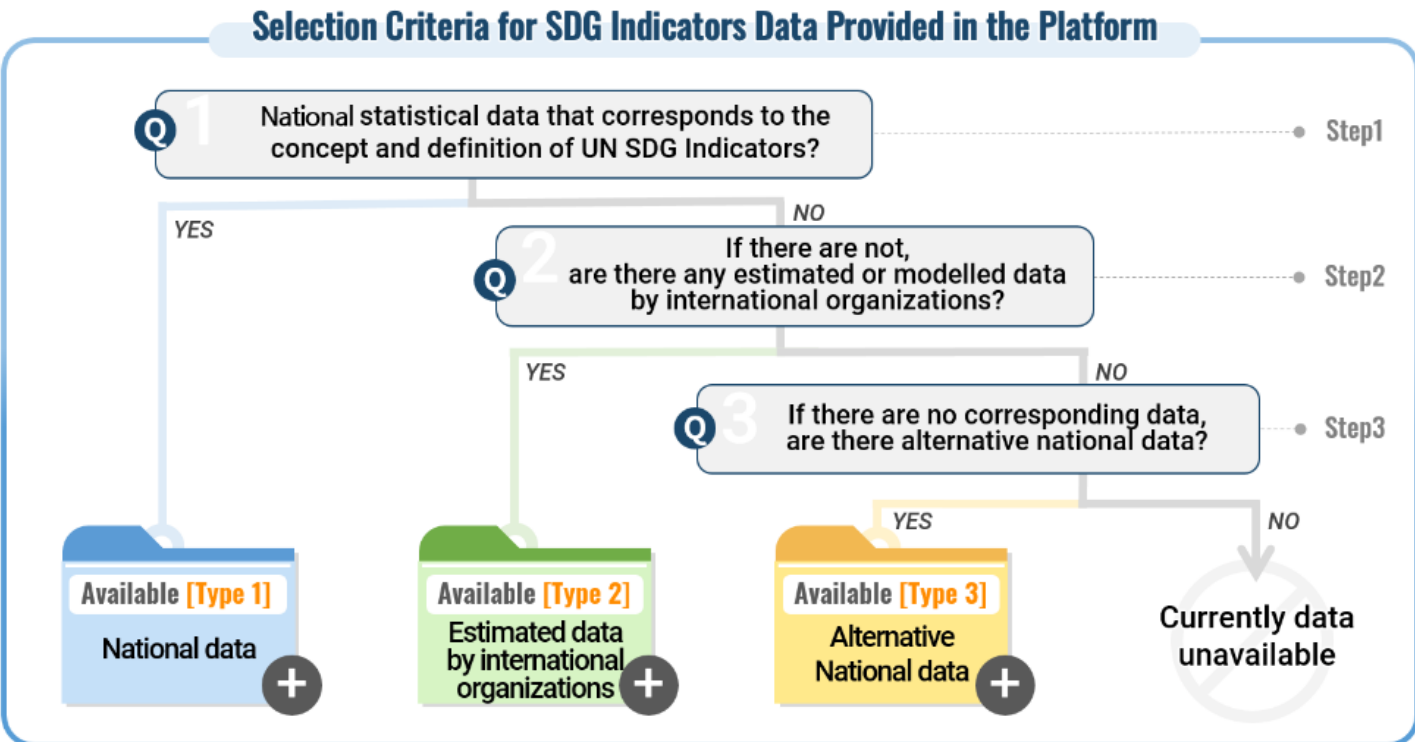 Selection Criteria for SDG Indicators Data Provided in the Platform
Q
1
National statistical data that corresponds to the
concept and definition of UN SDG Indicators?
Step1
YES
NO
Q
2
If there are not,
are there any estimated or modelled data
by international organizations?
Step2
YES
NO
Q
3
If there are no corresponding data,
are there alternative national data?
Step3
YES
NO
Available [Type 1]
National data
+
Available [Type 2]
Estimated data
by international
organizations
+
Available [Type 3]
Alternative
National data
+
Currently data
unavailable